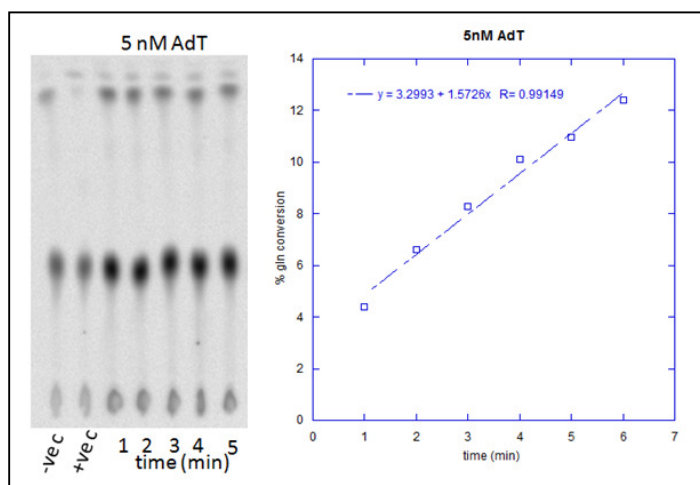 5 nM AdT
-ve c
+ve c
1 2 3 4 5
time (min)
5nM AdT
y = 3.2993 + 1.5726x R= 0.99149
% gln conversion
14
12
10
8
6
4
2
0
0 1 2 3 4 5 6 7
time (min)